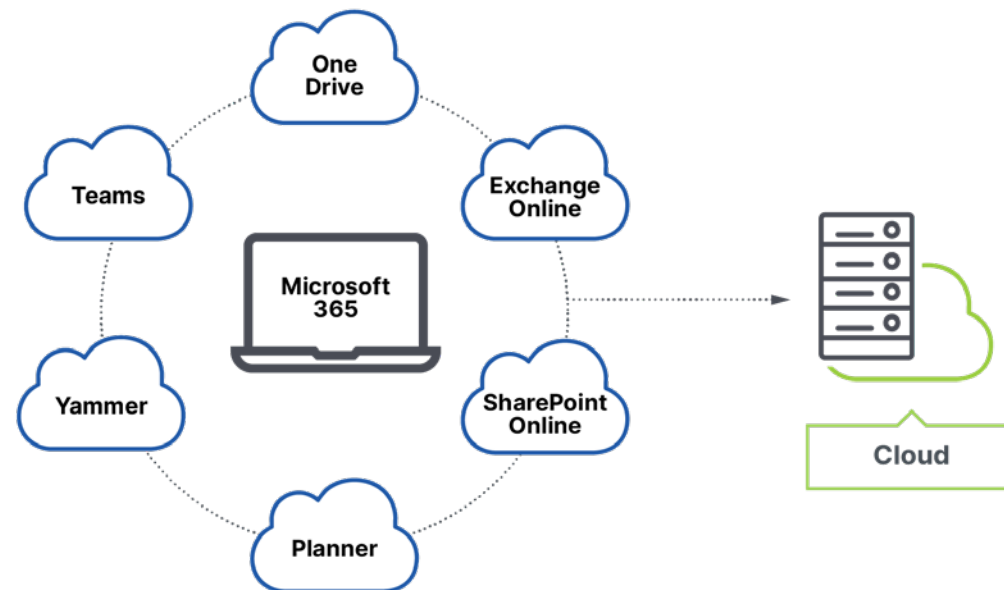 One
Drive
Teams
Exchange
Online
Microsoft
365
Yammer
SharePoint
Online
Cloud
Planner